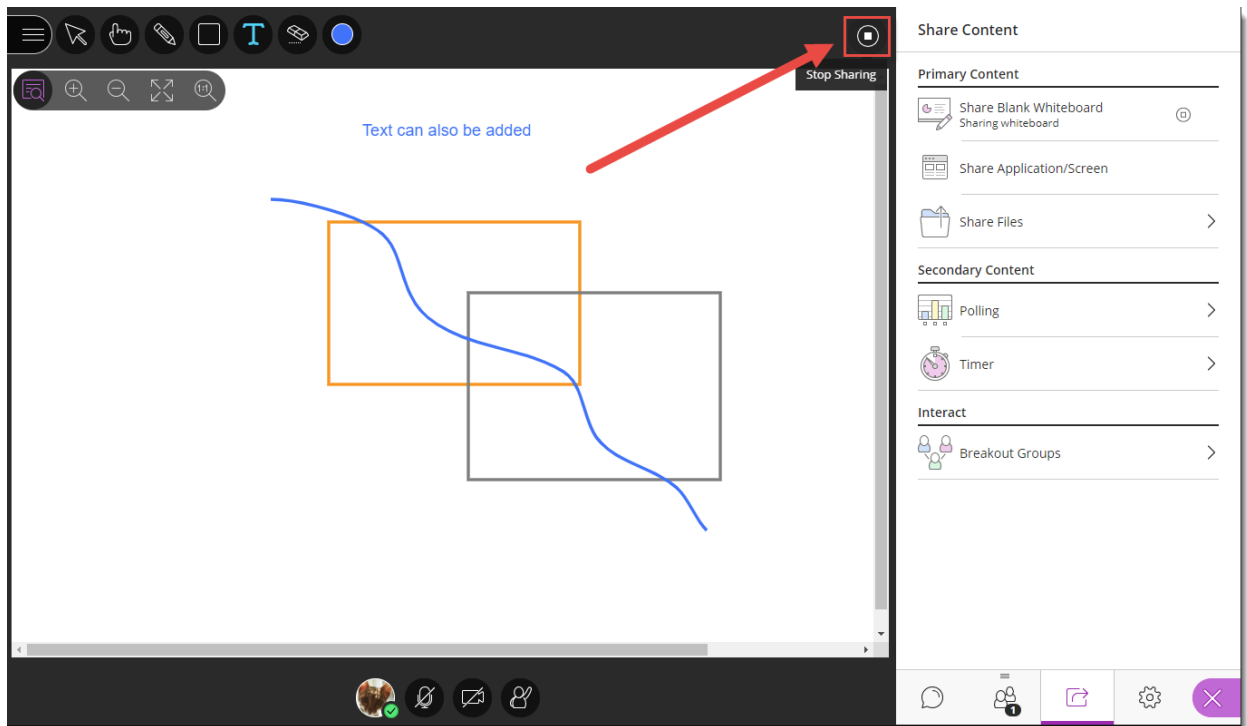 T
Stop Sharing
1:1
Text can also be added
Share Content
Primary Content
Share Blank Whiteboard
Sharing whiteboard
Share Application/Screen
Share Files
Secondary Content
Polling
Timer
Interact
Breakout Groups
1